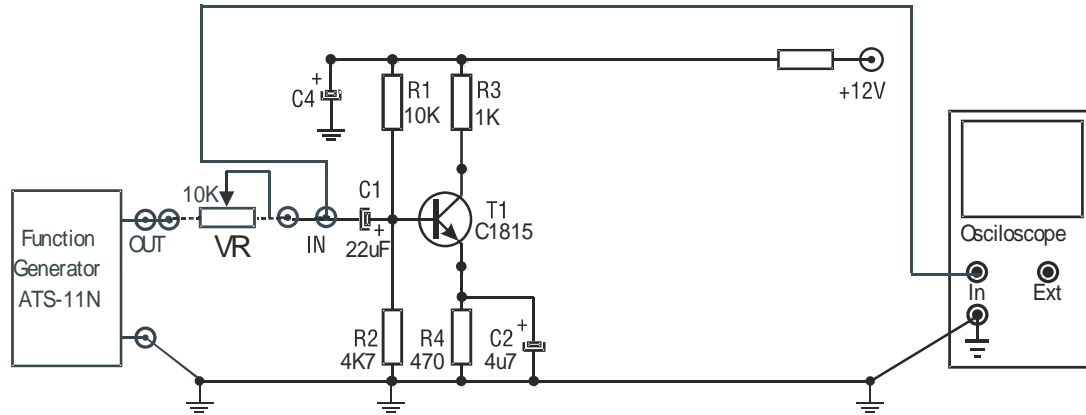 +
C4
R1
10K
R3
1K
+12V
10K
VR
OUT
IN
C1
+
22uF
T1
C1815
Function
Generator
ATS-11N
R2
4K7
R4
470
C2
4u7
+
Osciloscope
In
Ext